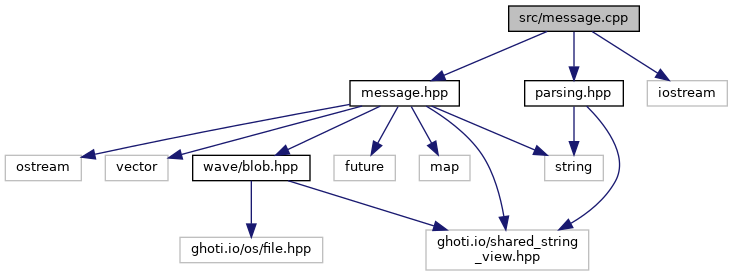 src/message.cpp
message.hpp
parsing.hpp
iostream
ostream
vector
wave/blob.hpp
future
map
string
ghoti.io/os/file.hpp
ghoti.io/shared_string
_view.hpp